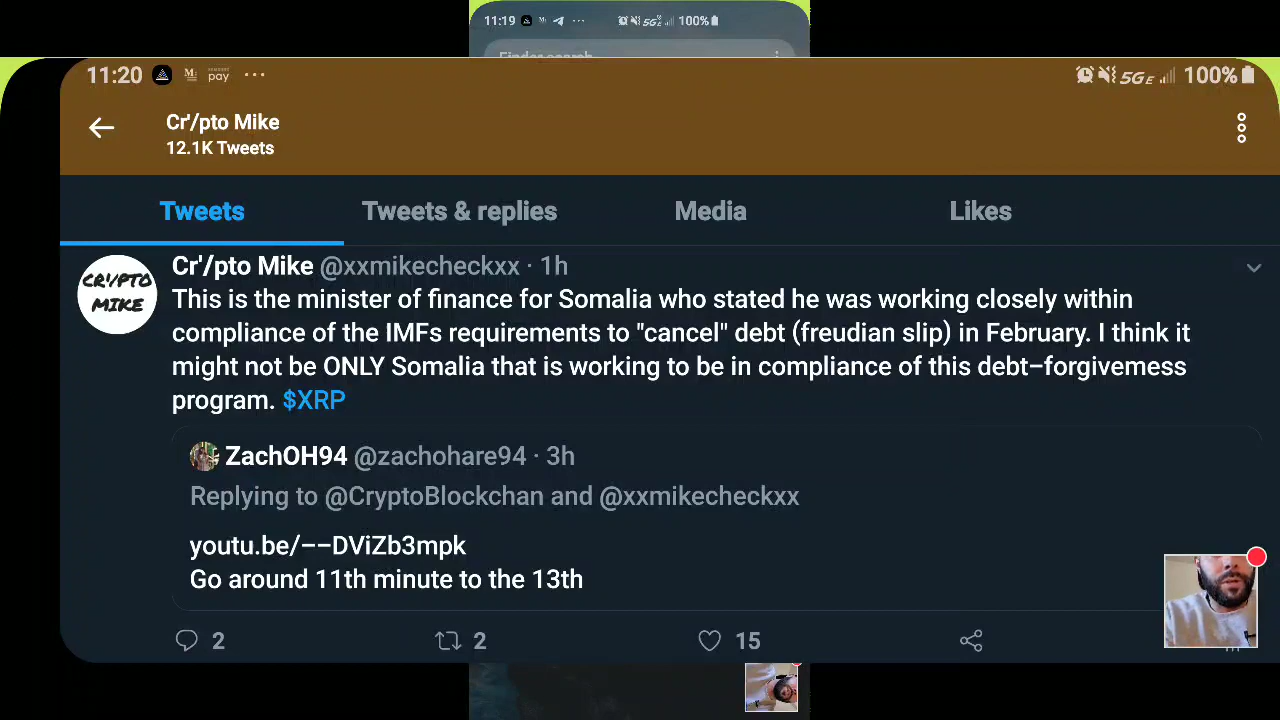 11:19 5GE 100%
Finder search
11:20 pay 5GE 100%
Cr'/pto Mike
12.1K Tweets
Tweets Tweets & replies Media Likes
CR'/PTO
MIKE
Cr'/pto Mike @xxmikecheckxx · 1h
This is the minister of finance for Somalia who stated he was working closely within
compliance of the IMFs requirements to "cancel" debt (freudian slip) in February. I think it
might not be ONLY Somalia that is working to be in compliance of this debt-forgivemess
program. $XRP
ZachOH94 @zachohare94 · 3h
Replying to @CryptoBlockchan and @xxmikecheckxx
youtu.be/--DViZb3mpk
Go around 11th minute to the 13th
2 2 15